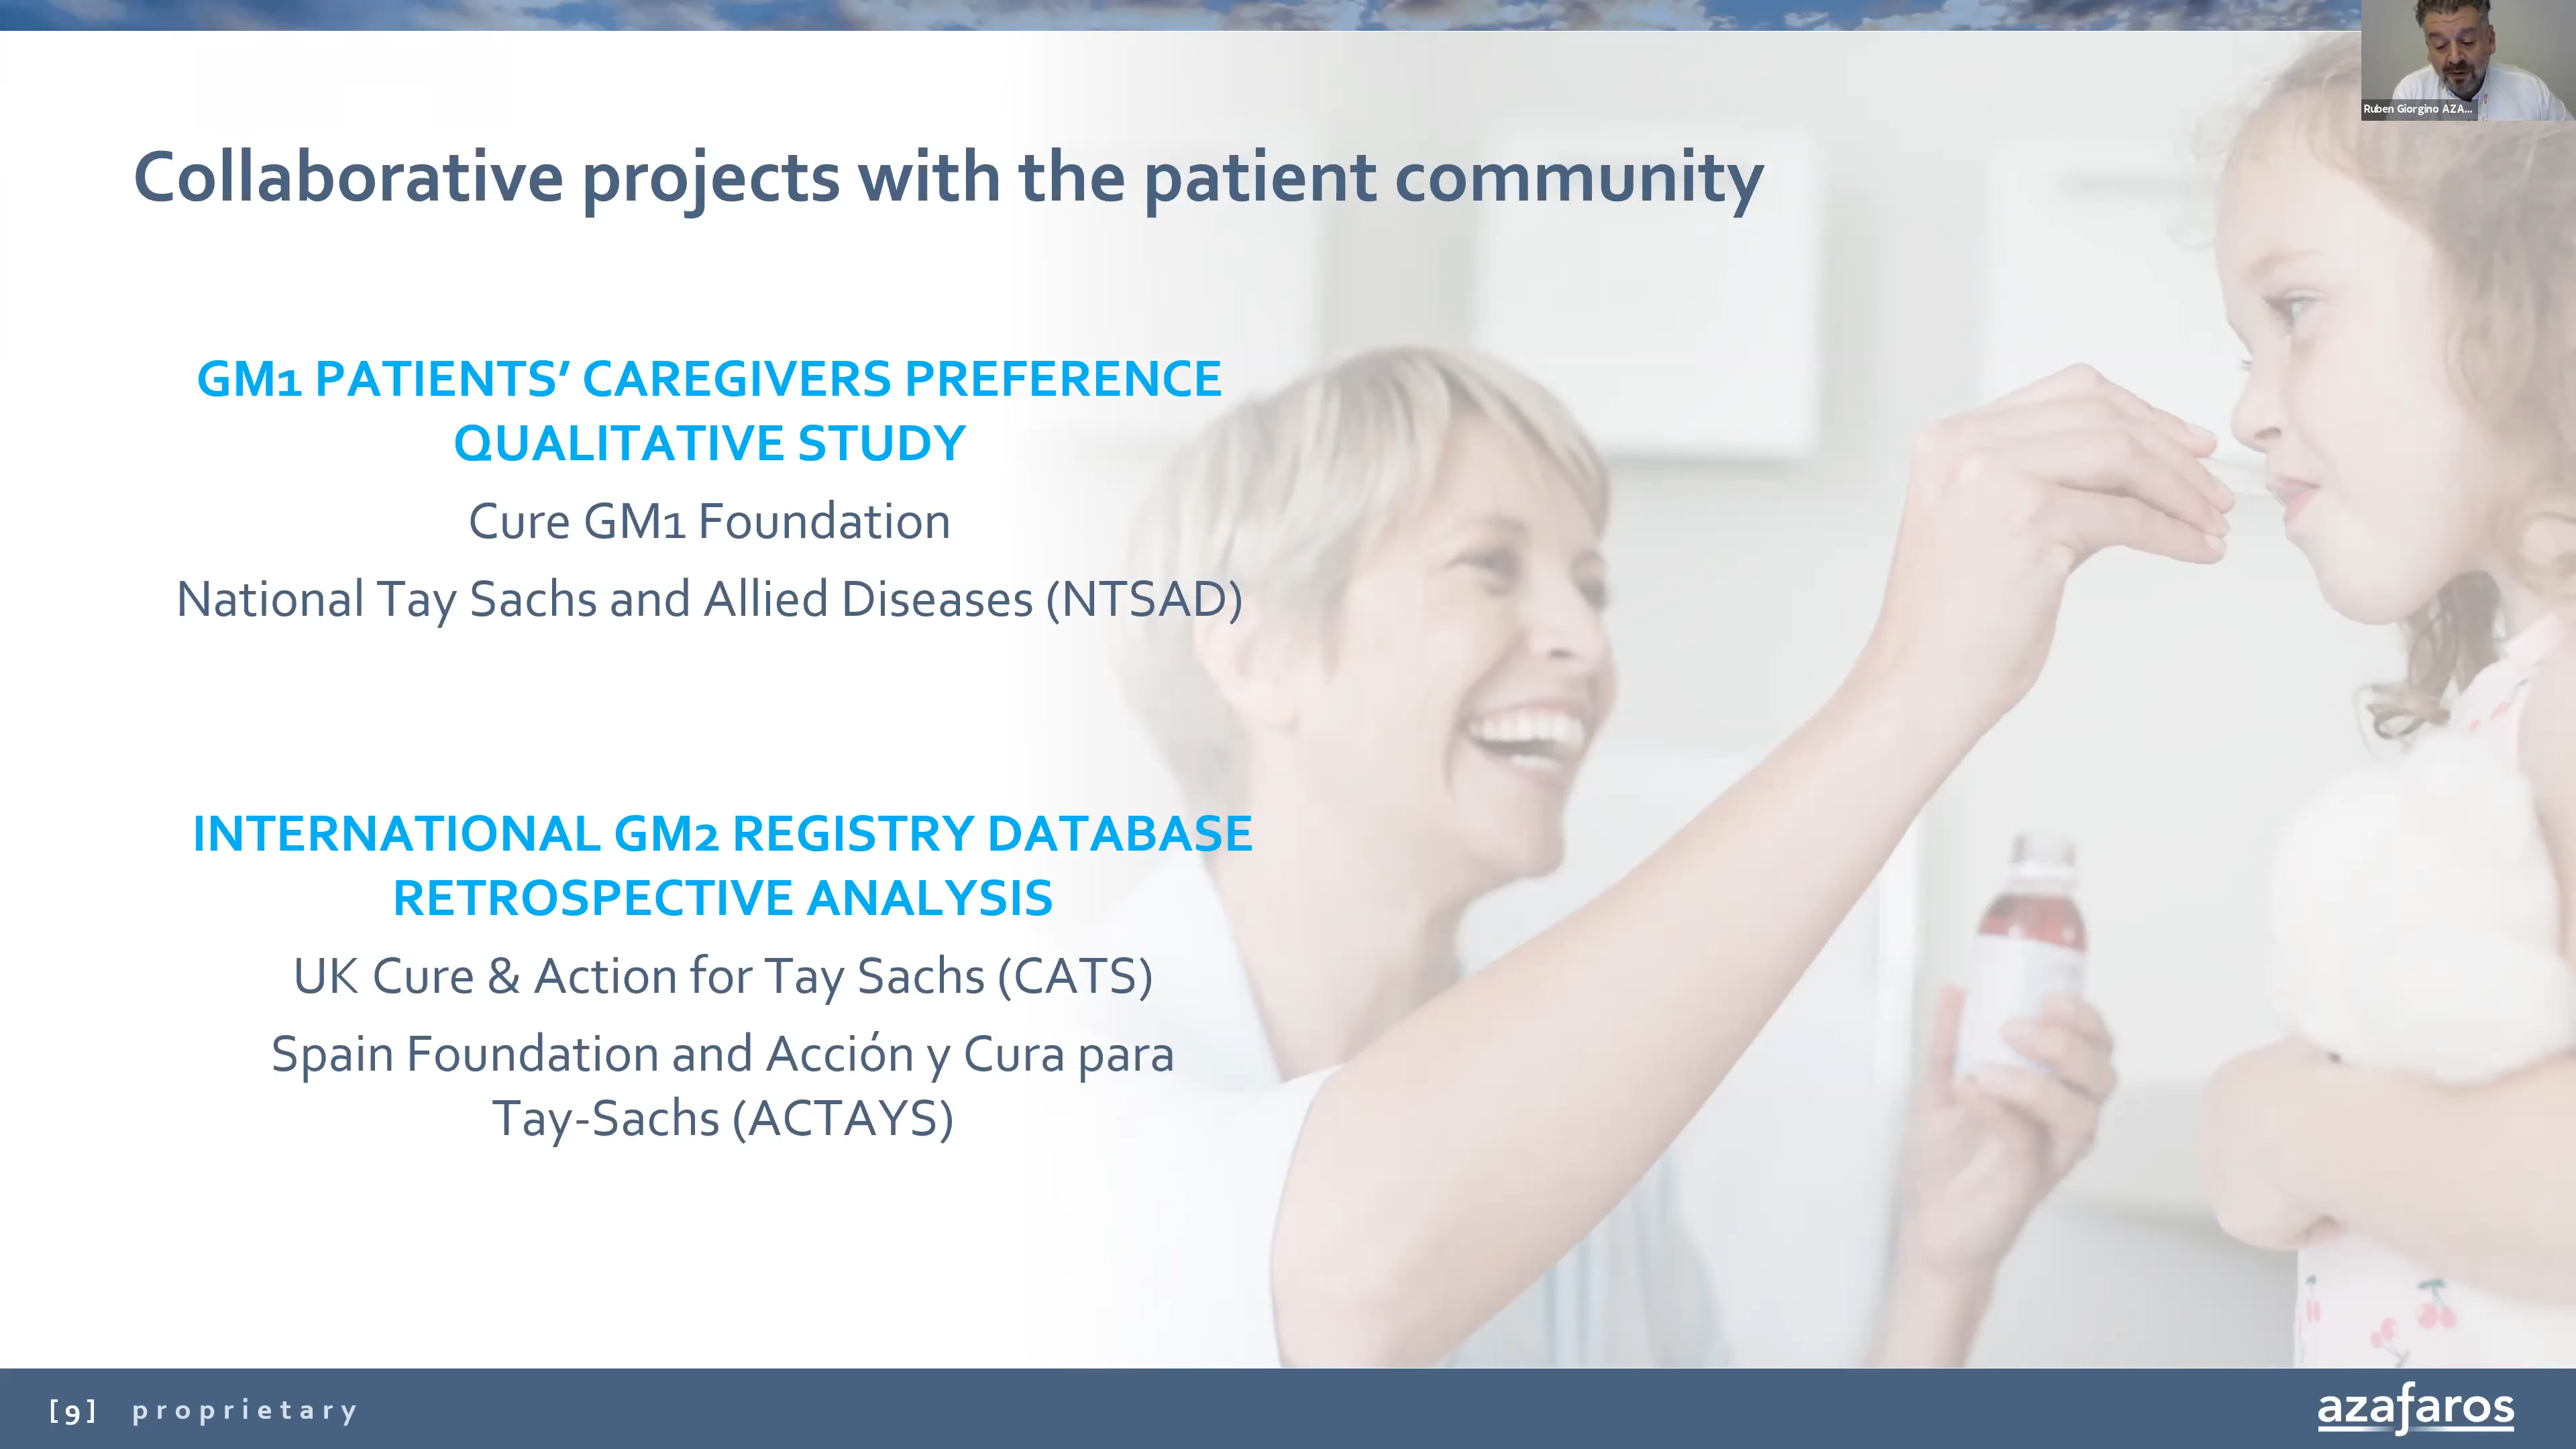 Ruben Giorgino AZA...
Collaborative projects with the patient community
GM1 PATIENTS’ CAREGIVERS PREFERENCE
QUALITATIVE STUDY
Cure GM1 Foundation
National Tay Sachs and Allied Diseases (NTSAD)
INTERNATIONAL GM2 REGISTRY DATABASE
RETROSPECTIVE ANALYSIS
UK Cure & Action for Tay Sachs (CATS)
Spain Foundation and Acción y Cura para
Tay-Sachs (ACTAYS)
[9] proprietary
azafaros